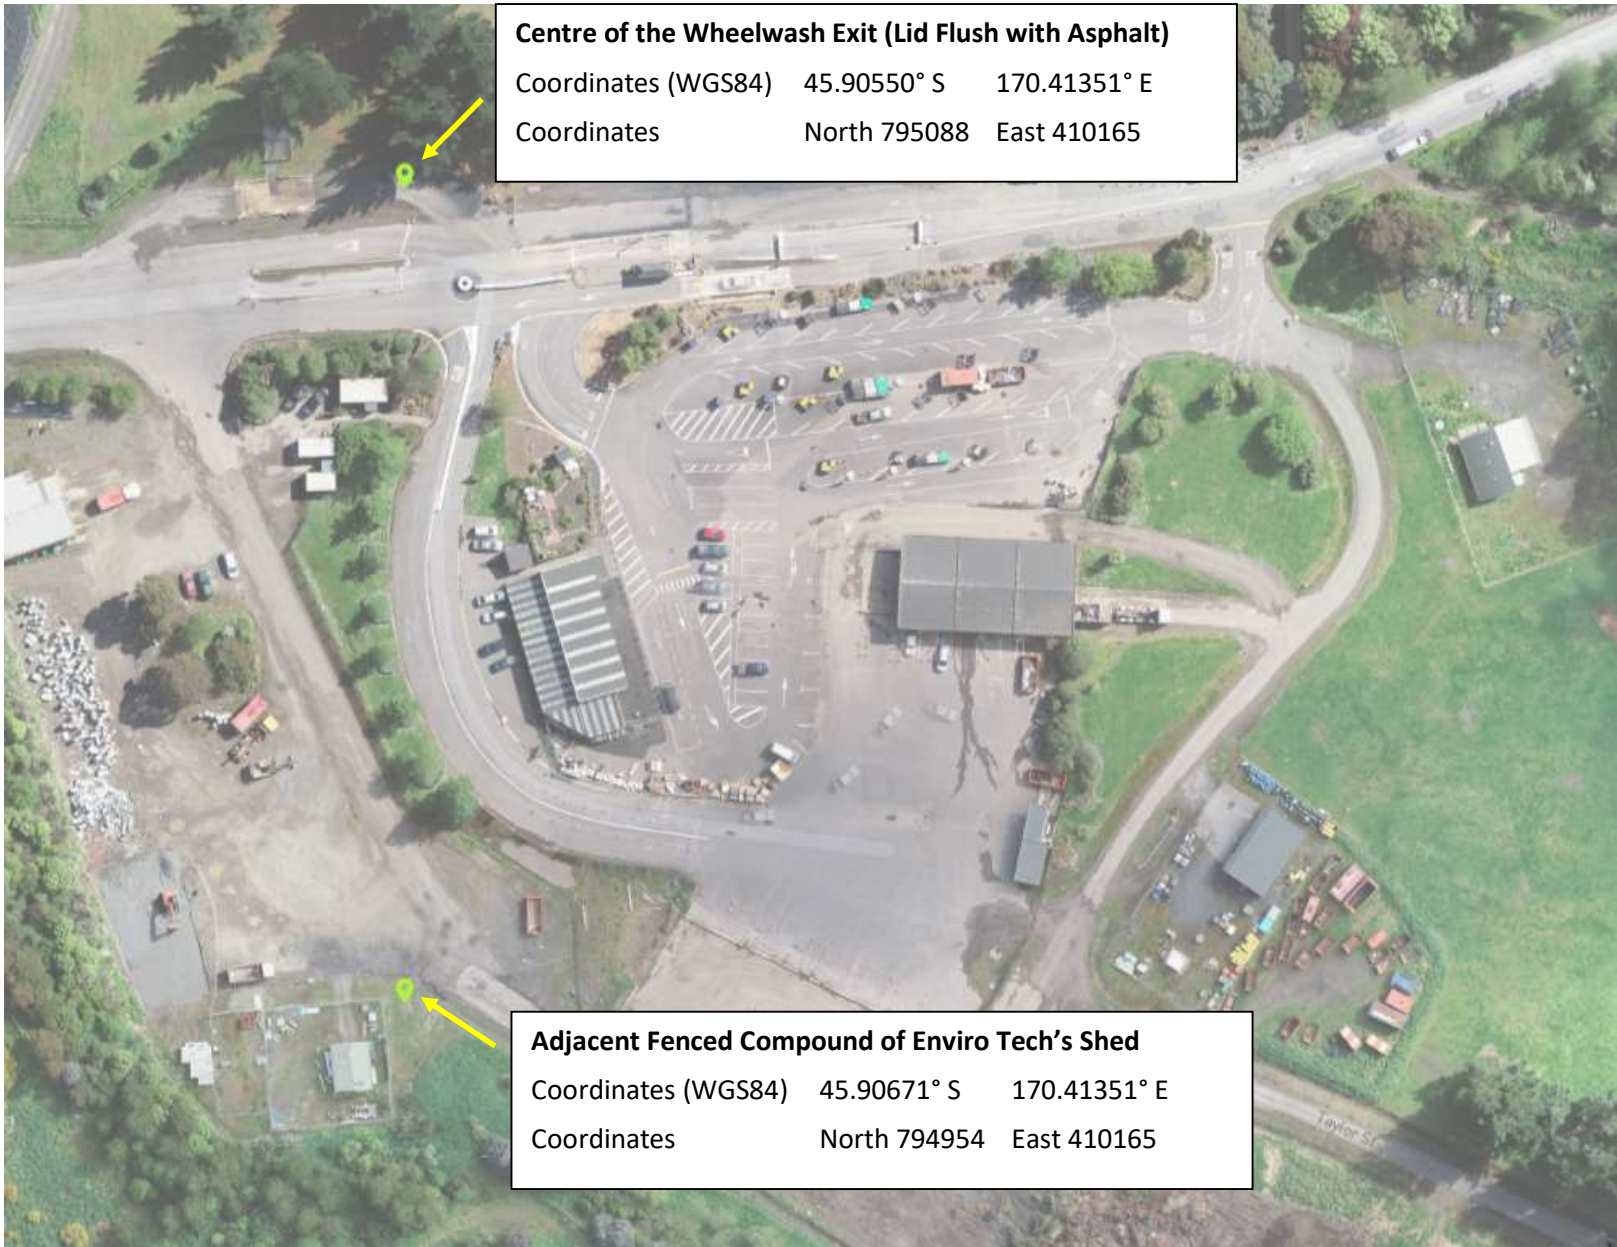 Centre of the Wheelwash Exit (Lid Flush with Asphalt)
Coordinates (WGS84) 45.90550° S 170.41351° E
Coordinates North 795088 East 410165
Adjacent Fenced Compound of Enviro Tech's Shed
Coordinates (WGS84) 45.90671° S 170.41351° E
Coordinates North 794954 East 410165
Taylor St